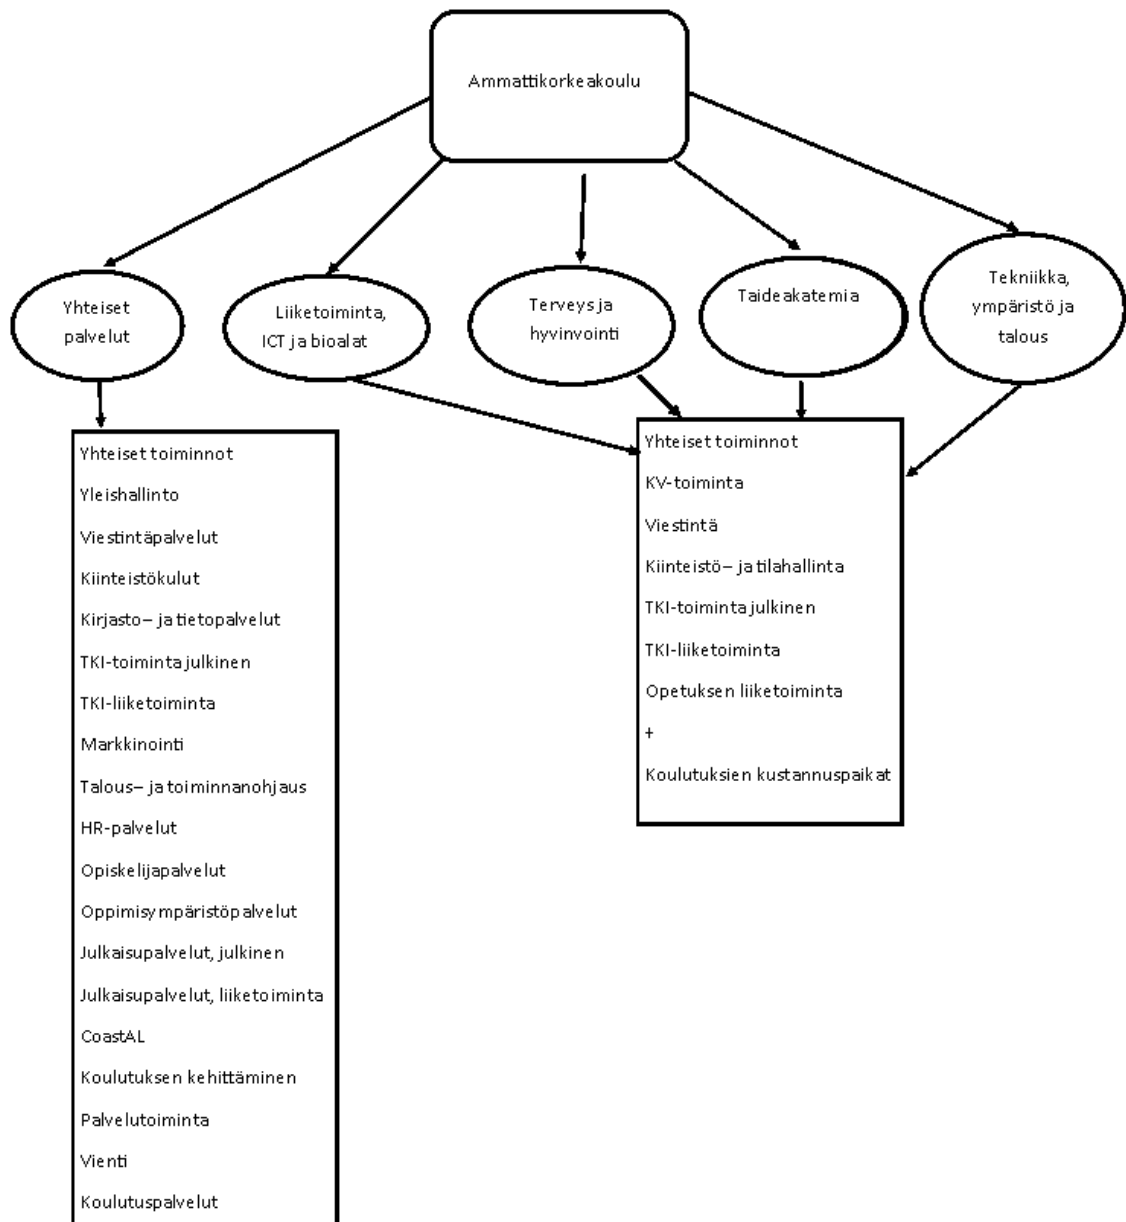 Ammattikorkeakoulu
Yhteiset
palvelut
Liiketoiminta,
ICT ja bioalat
Terveys ja
hyvinvointi
Taideakatemia
Tekniikka,
ympäristö ja
talous
Yhteiset toiminnot
Yleishallinto
Viestintäpalvelut
Kiinteistökulut
Kirjasto– ja tietopalvelut
TKI-toiminta julkinen
TKI-liiketoiminta
Markkinointi
Talous– ja toiminnanohjaus
HR-palvelut
Opiskelijapalvelut
Oppimisympäristöpalvelut
Julkaisupalvelut, julkinen
Julkaisupalvelut, liiketoiminta
CoastAL
Koulutuksen kehittäminen
Palvelutoiminta
Vienti
Koulutuspalvelut
Yhteiset toiminnot
KV-toiminta
Viestintä
Kiinteistö– ja tilahallinta
TKI-toiminta julkinen
TKI-liiketoiminta
Opetuksen liiketoiminta
+
Koulutuksien kustannuspaikat